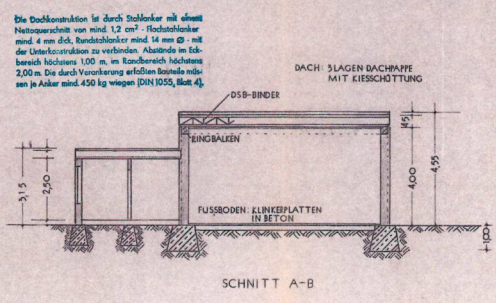 Die Dachkonstruktion ist durch Stahlanker mit einem
Nettoquerschnitt von mind. 1,2 cm² - Flachstahlanker
mind. 4 mm dick, Rundstahlanker mind. 14 mm Ø - mit
der Unterkonstruktion zu verbinden. Abstände im Eck-
bereich höchstens 1,00 m, im Randbereich höchstens
2,00 m. Die durch Verankerung erfaßten Bauteile müs-
sen je Anker mind. 450 kg wiegen (DIN 1055, Blatt 4).
DACH: 3 LAGEN DACHPAPPE
MIT KIESSCHÜTTUNG
DSB-BINDER
RINGBALKEN
45
4,00
4,55
3,15
2,50
FUSSBODEN: KLINKERPLATTEN
IN BETON
1,00
SCHNITT A-B